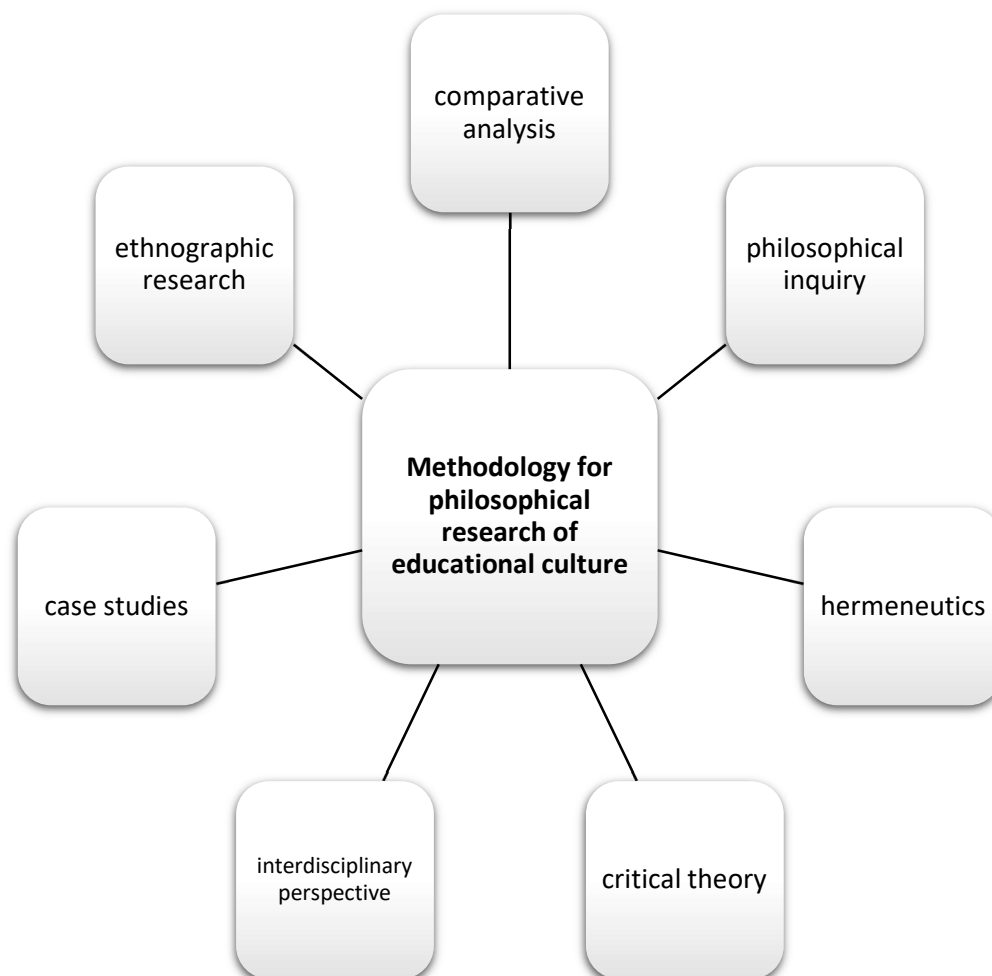 comparative
analysis
ethnographic
research
philosophical
inquiry
Methodology for
philosophical
research of
educational culture
case studies
hermeneutics
interdisciplinary
perspective
critical theory